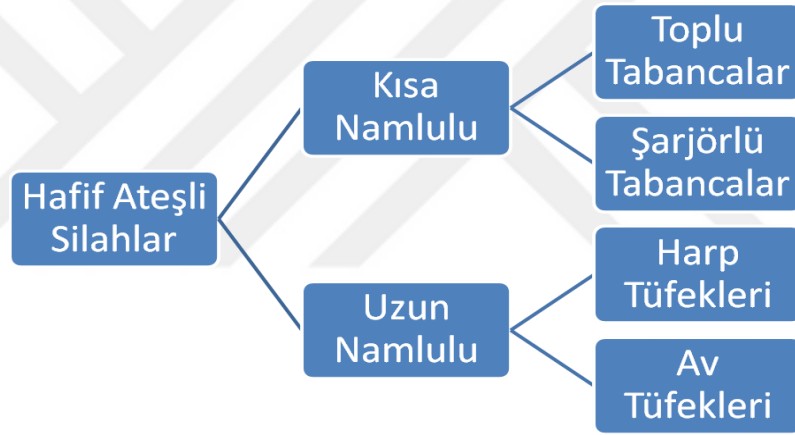 Hafif Ateşli
Silahlar
Kısa
Namlulu
Toplu
Tabancalar
Şarjörlü
Tabancalar
Uzun
Namlulu
Harp
Tüfekleri
Av
Tüfekleri